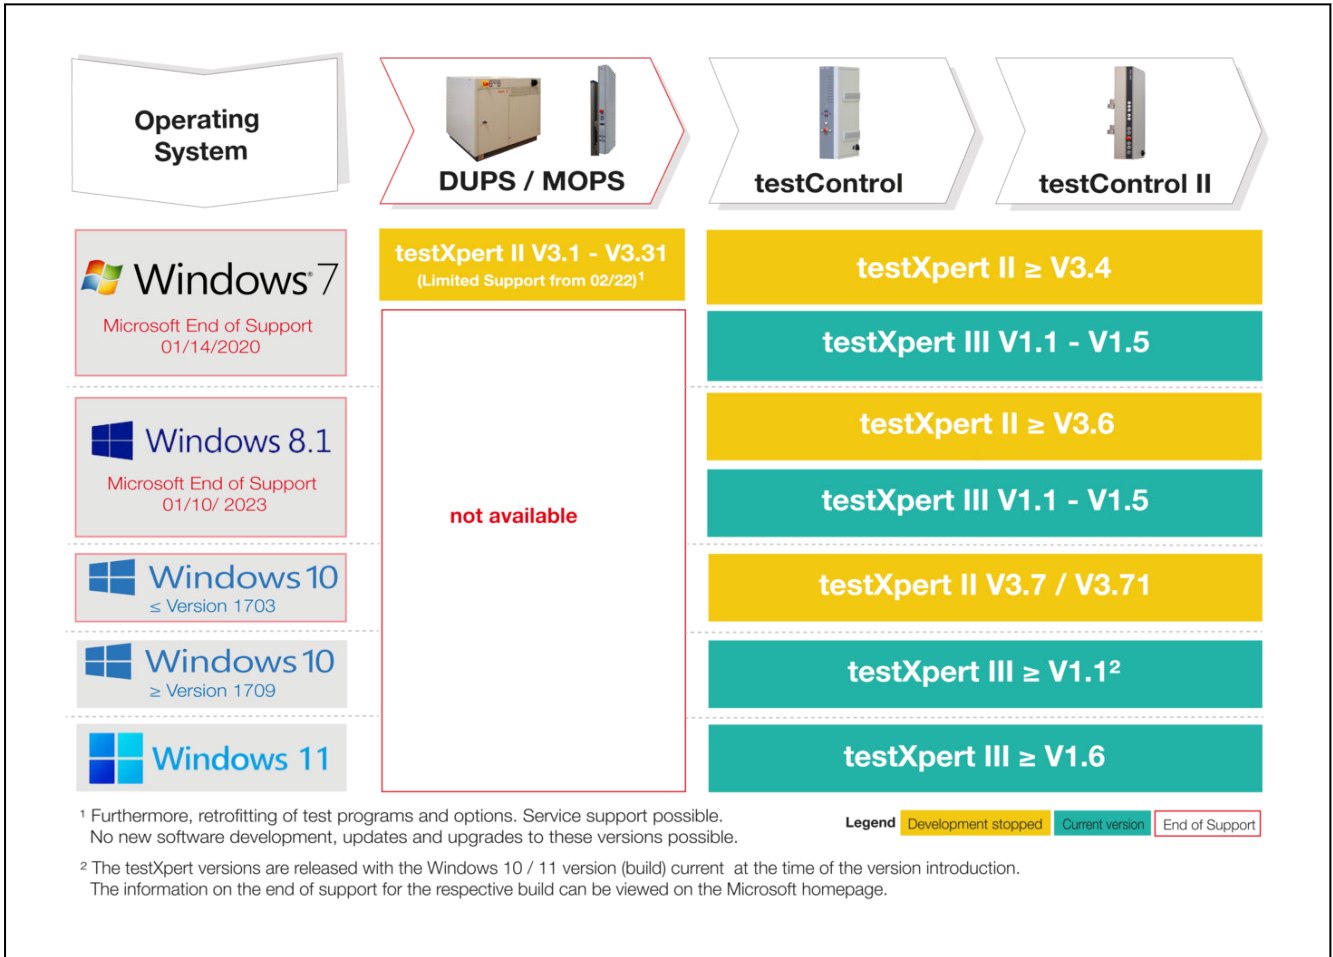 Operating
System
DUPS / MOPS
testControl
testControl II
Windows 7
Microsoft End of Support
01/14/2020
testXpert II V3.1 - V3.31
(Limited Support from 02/22)¹
testXpert II ≥ V3.4
testXpert III V1.1 - V1.5
Windows 8.1
Microsoft End of Support
01/10/ 2023
not available
testXpert II ≥ V3.6
testXpert III V1.1 - V1.5
Windows 10
≤ Version 1703
testXpert II V3.7 / V3.71
Windows 10
≥ Version 1709
testXpert III ≥ V1.1²
Windows 11
testXpert III ≥ V1.6
¹ Furthermore, retrofitting of test programs and options. Service support possible.
No new software development, updates and upgrades to these versions possible.
Legend Development stopped Current version End of Support
² The testXpert versions are released with the Windows 10 / 11 version (build) current at the time of the version introduction.
The information on the end of support for the respective build can be viewed on the Microsoft homepage.